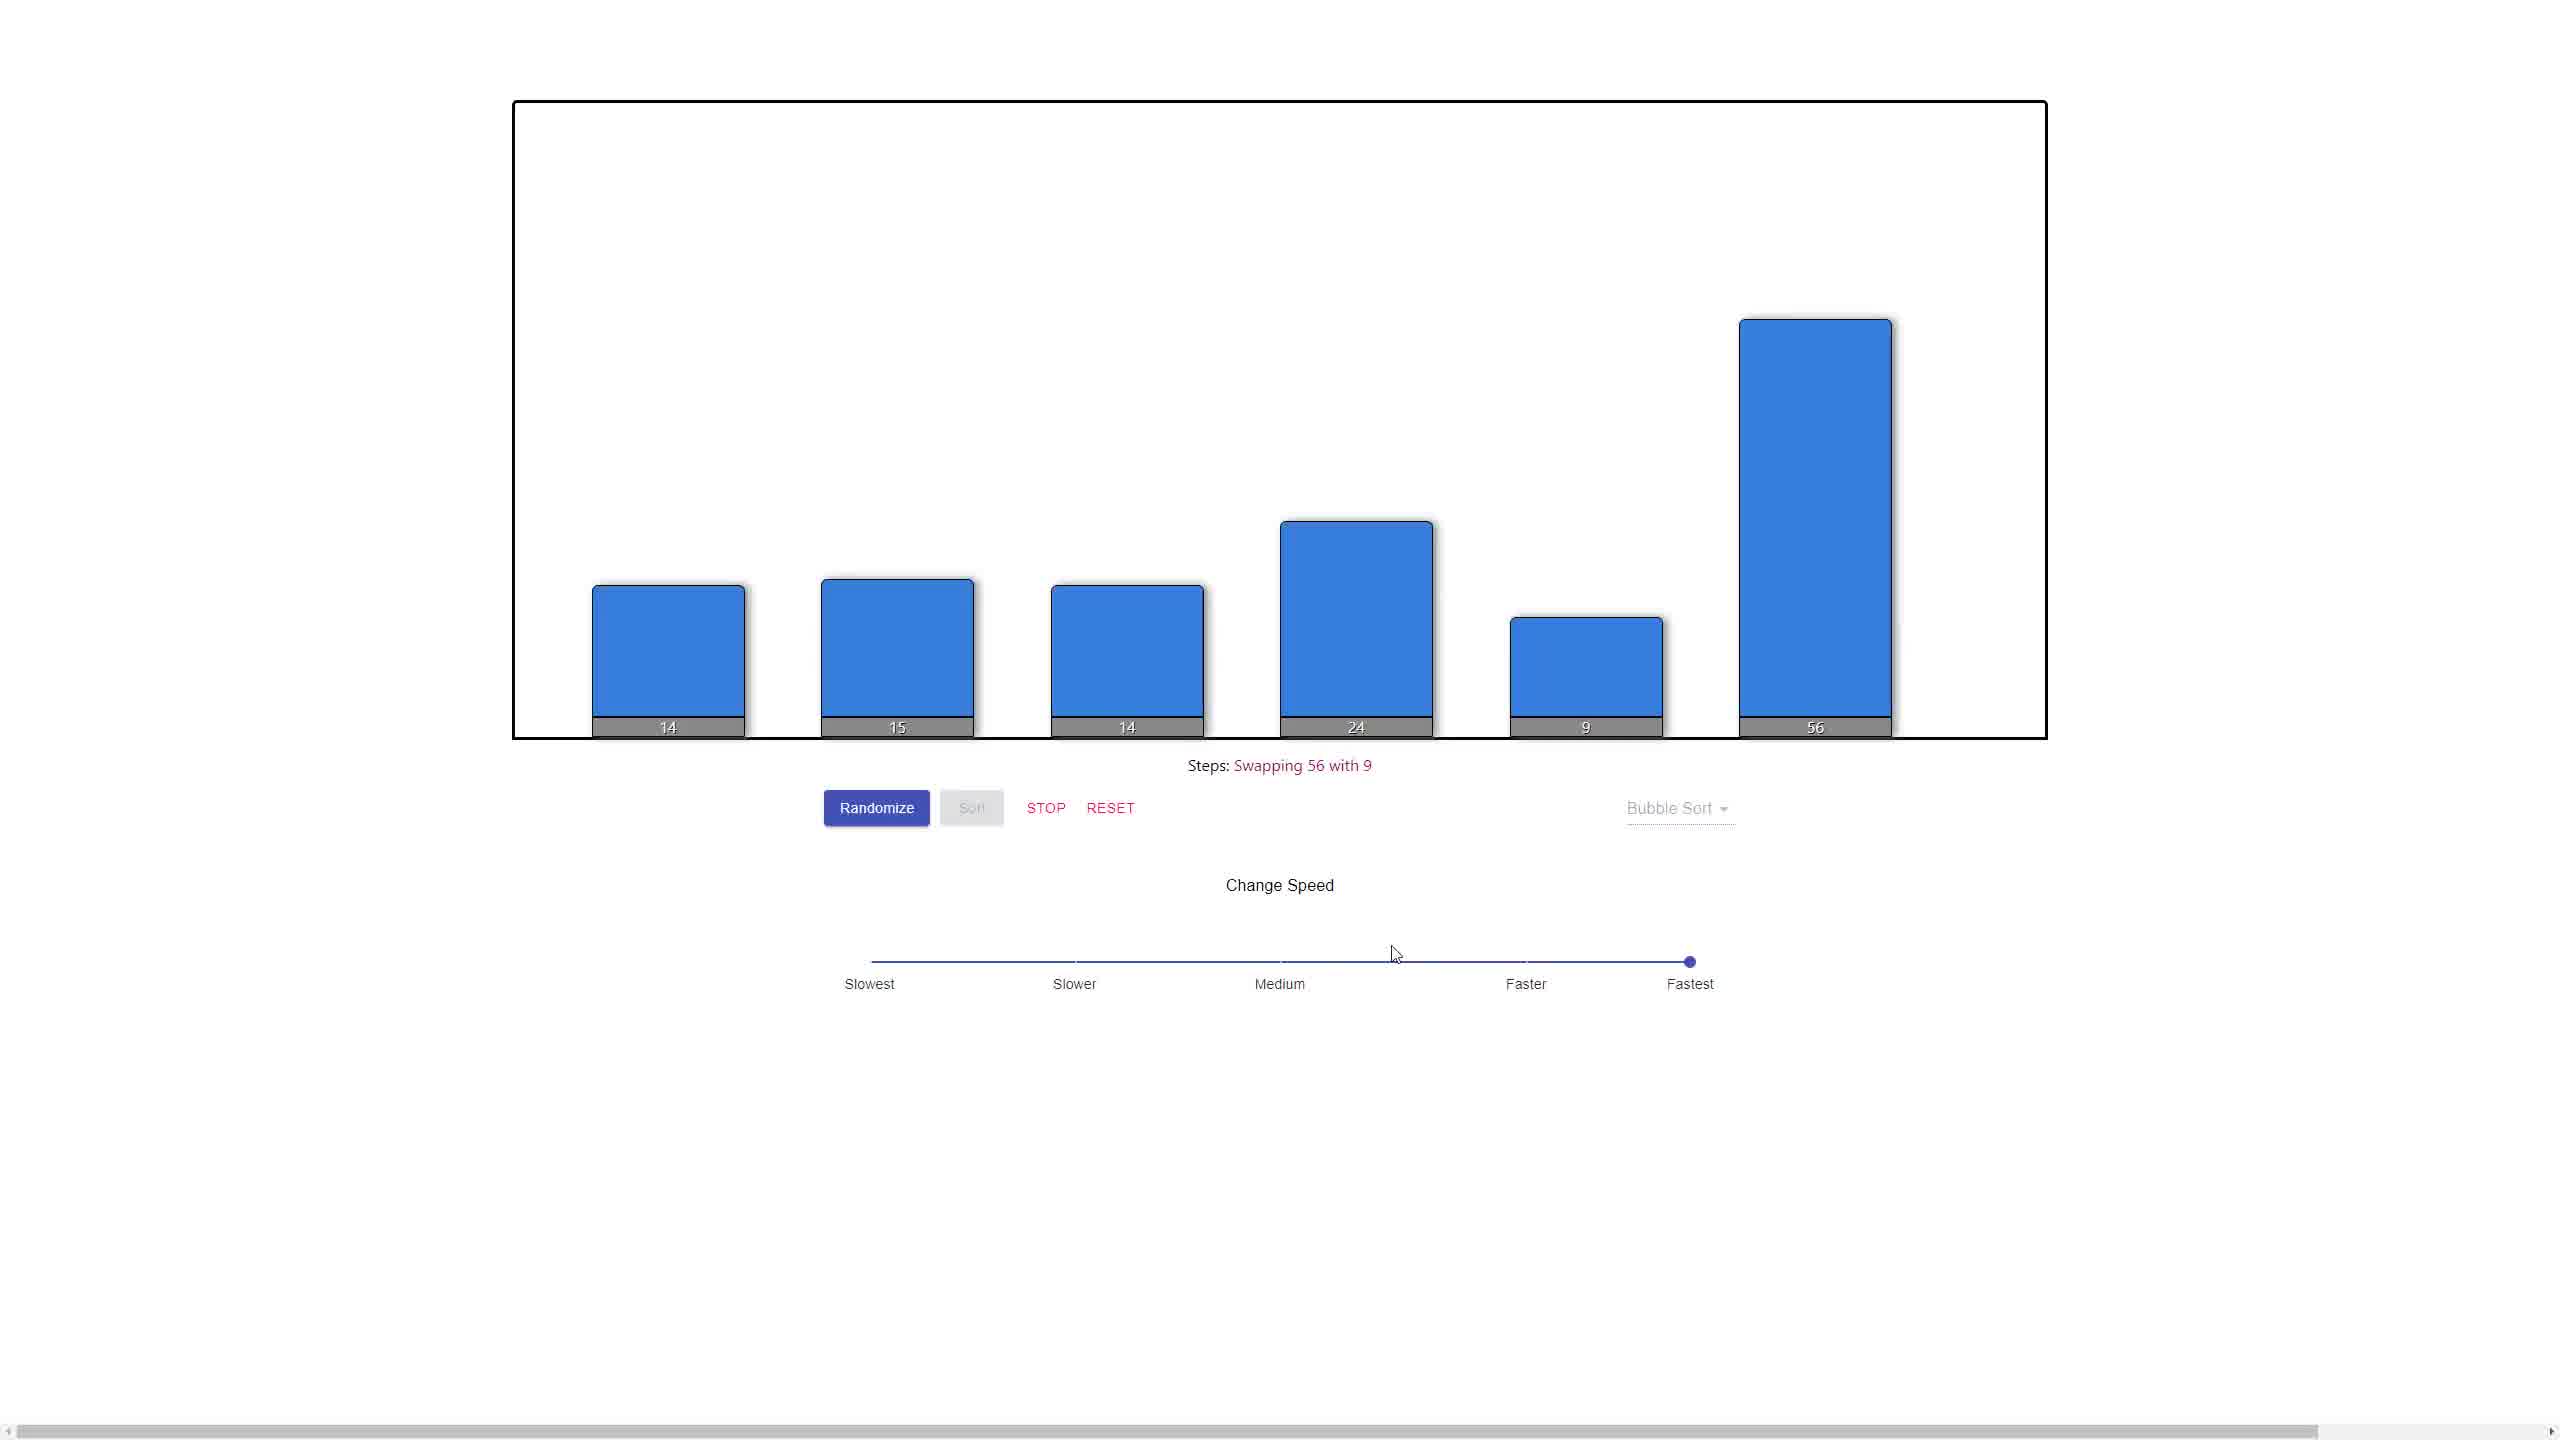 14 15 14 24 9 56
Steps: Swapping 56 with 9
Randomize Sort STOP RESET Bubble Sort
Change Speed
Slowest Slower Medium Faster Fastest